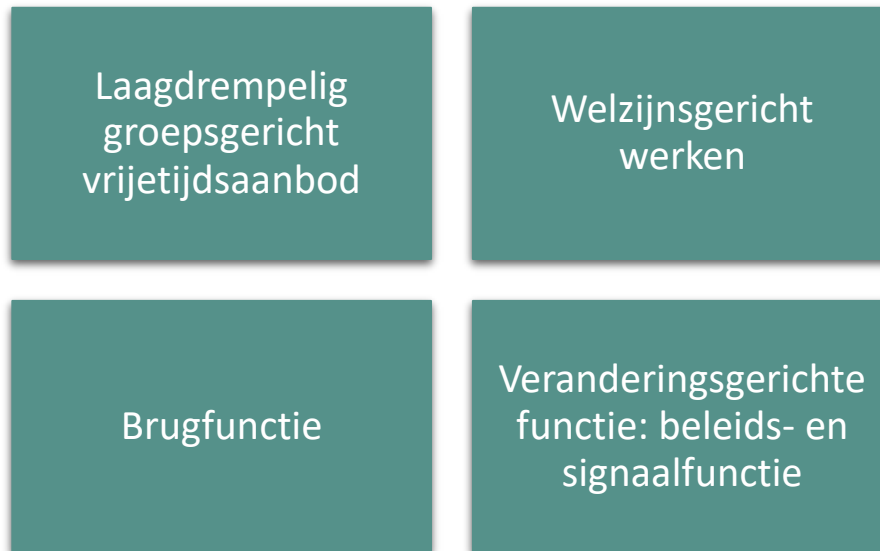 Laagdrempelig
groepsgericht
vrijetijdsaanbod
Welzijnsgericht
werken
Brugfunctie
Veranderingsgerichte
functie: beleids- en
signaalfunctie